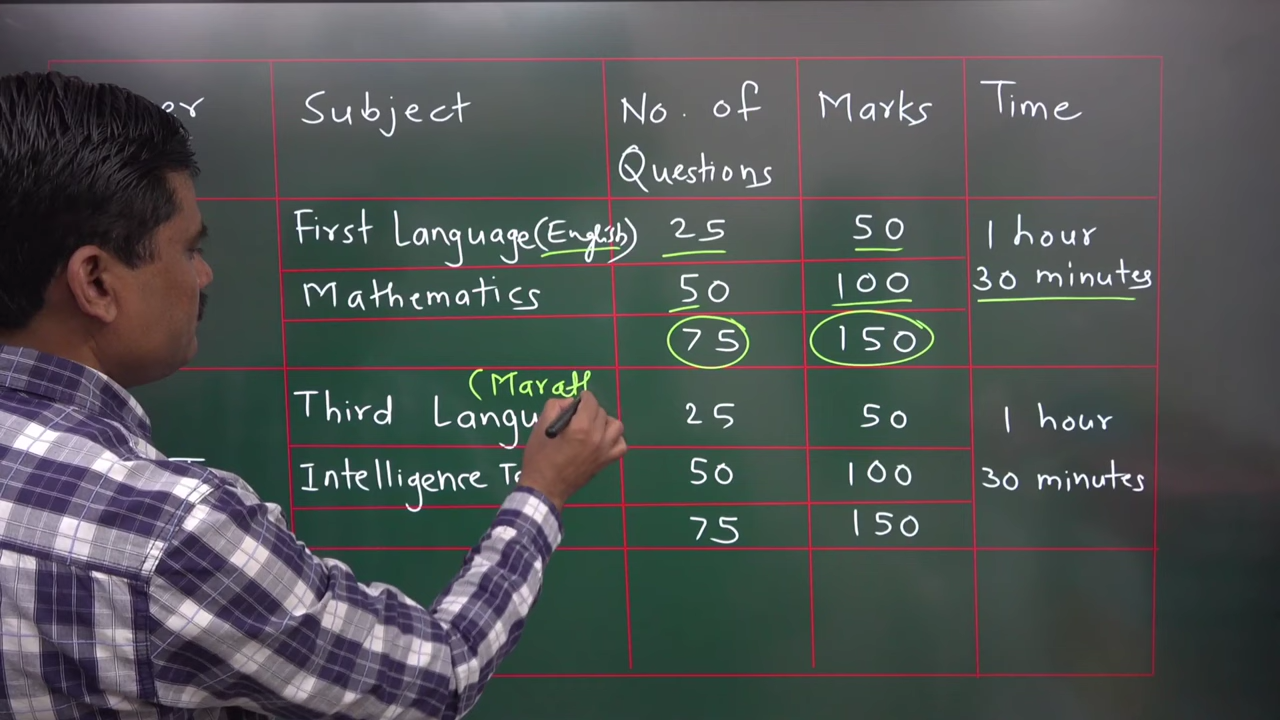 Subject No. of Questions Marks Time
First Language (English) 25 50 1 hour 30 minutes
Mathematics 50 100
75 150
(Marath
Third Langu 25 50 1 hour 30 minutes
Intelligence Te 50 100
75 150